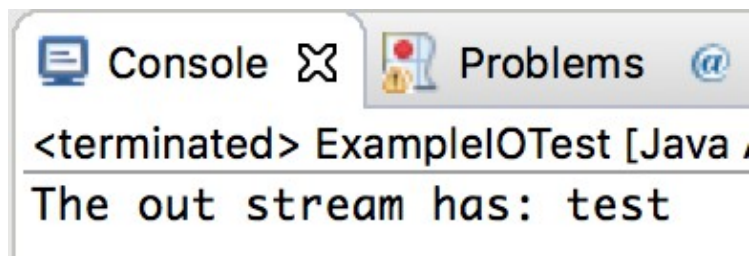 Console Problems @
<terminated> ExampleIOTest [Java
The out stream has: test